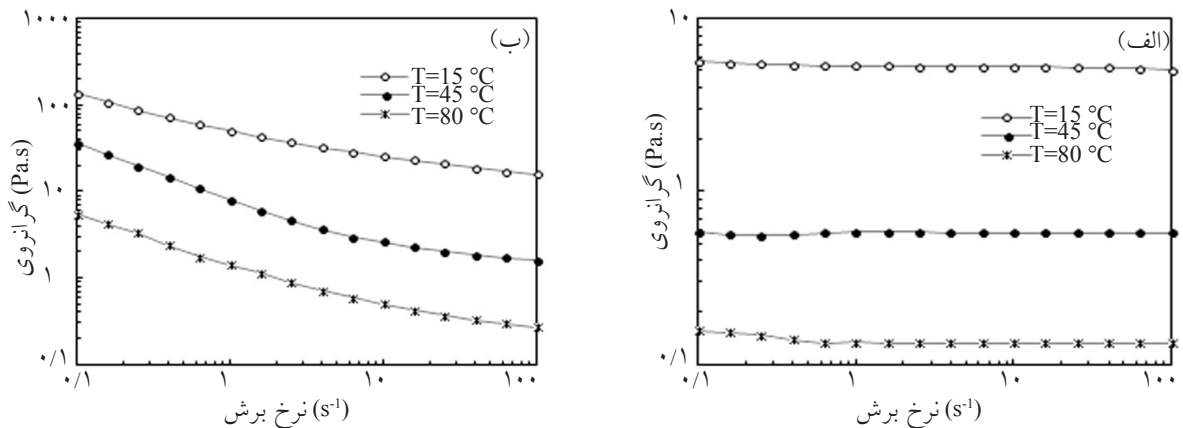 (الف)
۱۰
۱
۰/۱
T=15 °C
T=45 °C
T=80 °C
گرانروی (Pa.s)
۰/۱ ۱ ۱۰ ۱۰۰
نرخ برش (s⁻¹)
(ب)
۱۰۰۰
۱۰۰
۱۰
۱
۰/۱
T=15 °C
T=45 °C
T=80 °C
گرانروی (Pa.s)
۰/۱ ۱ ۱۰ ۱۰۰
نرخ برش (s⁻¹)